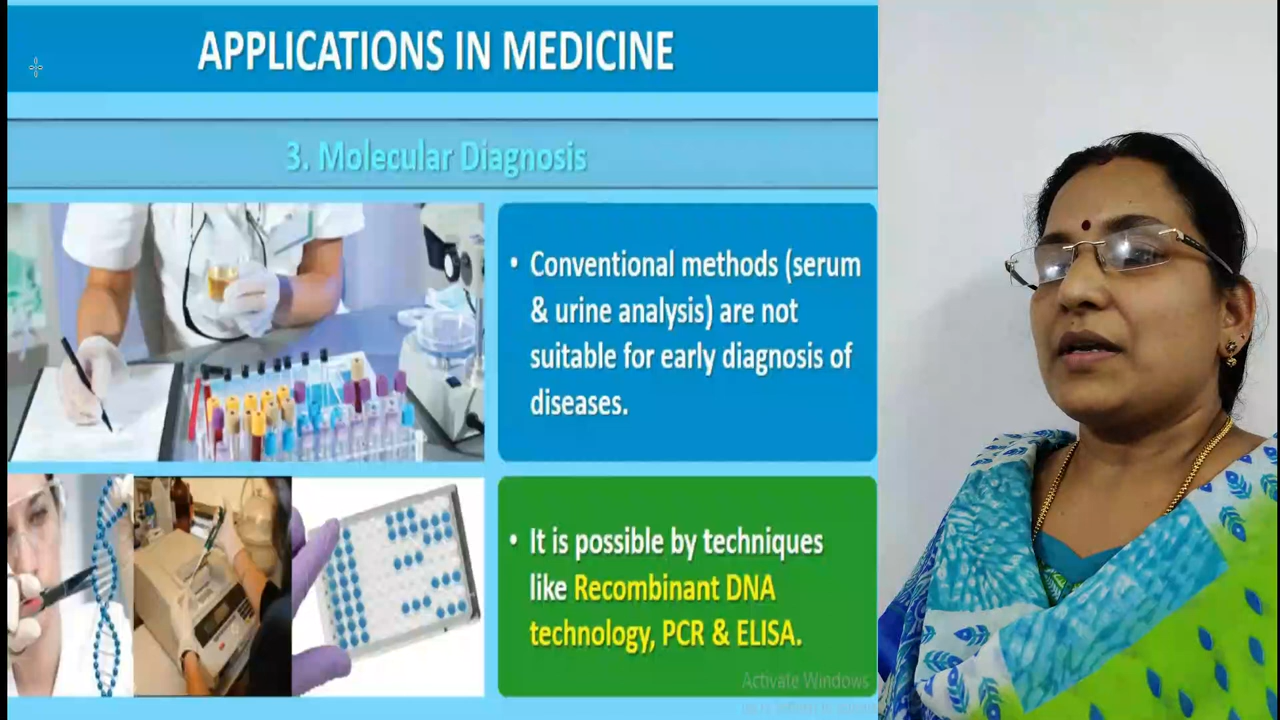 APPLICATIONS IN MEDICINE
3. Molecular Diagnosis
• Conventional methods (serum
& urine analysis) are not
suitable for early diagnosis of
diseases.
• It is possible by techniques
like Recombinant DNA
technology, PCR & ELISA.
Activate Windows